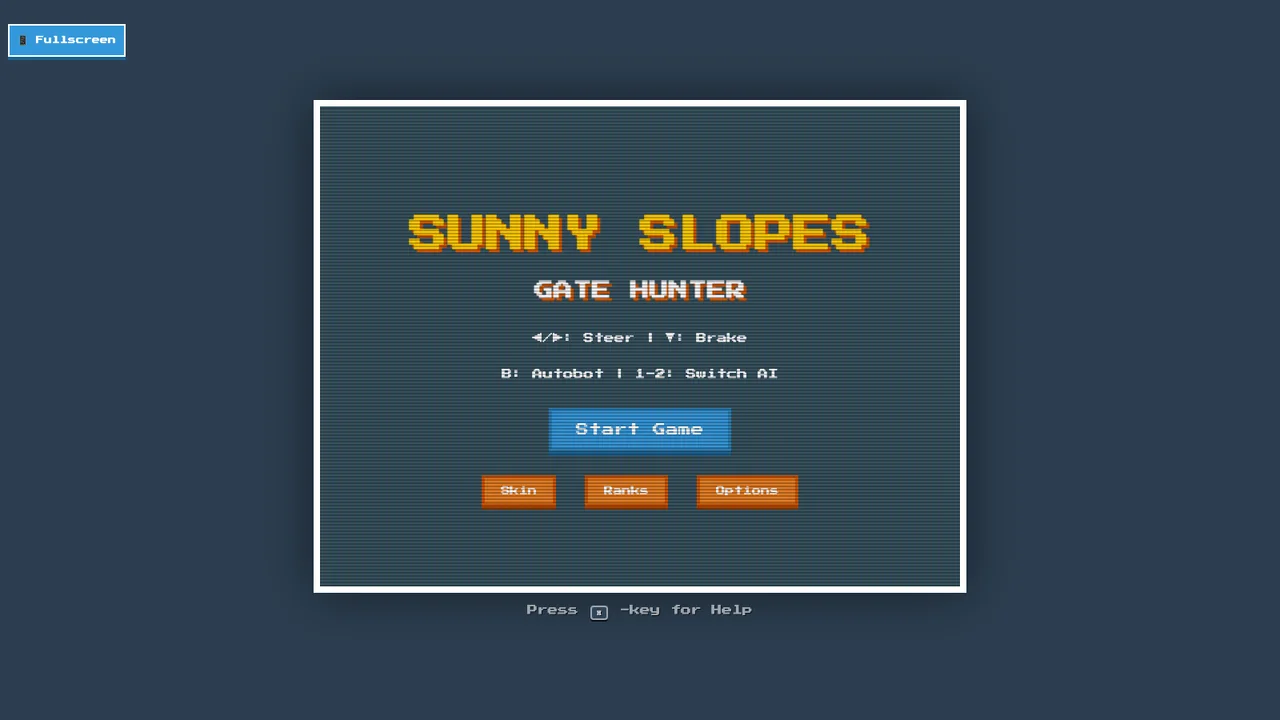 Fullscreen
SUNNY SLOPES
GATE HUNTER
◄/►: Steer | ▼: Brake
B: Autobot | 1-2: Switch AI
Start Game
Skin
Ranks
Options
Press -key for Help